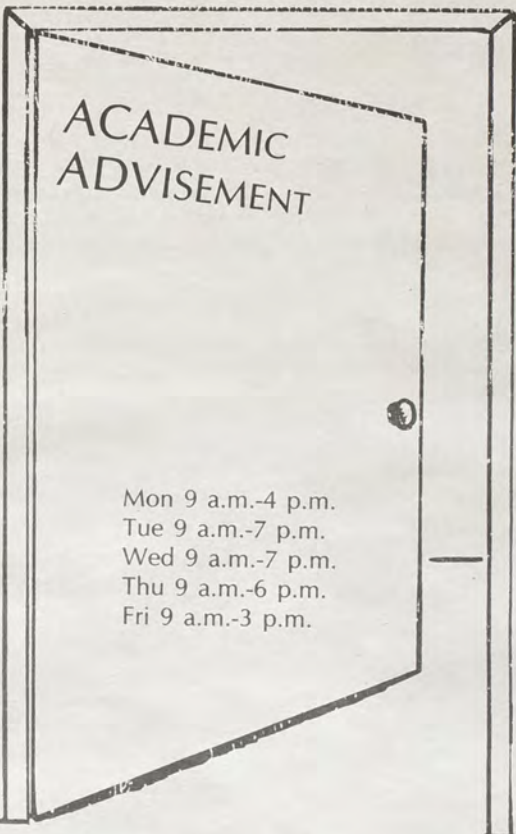 ACADEMIC
ADVISEMENT
Mon 9 a.m.-4 p.m.
Tue 9 a.m.-7 p.m.
Wed 9 a.m.-7 p.m.
Thu 9 a.m.-6 p.m.
Fri 9 a.m.-3 p.m.